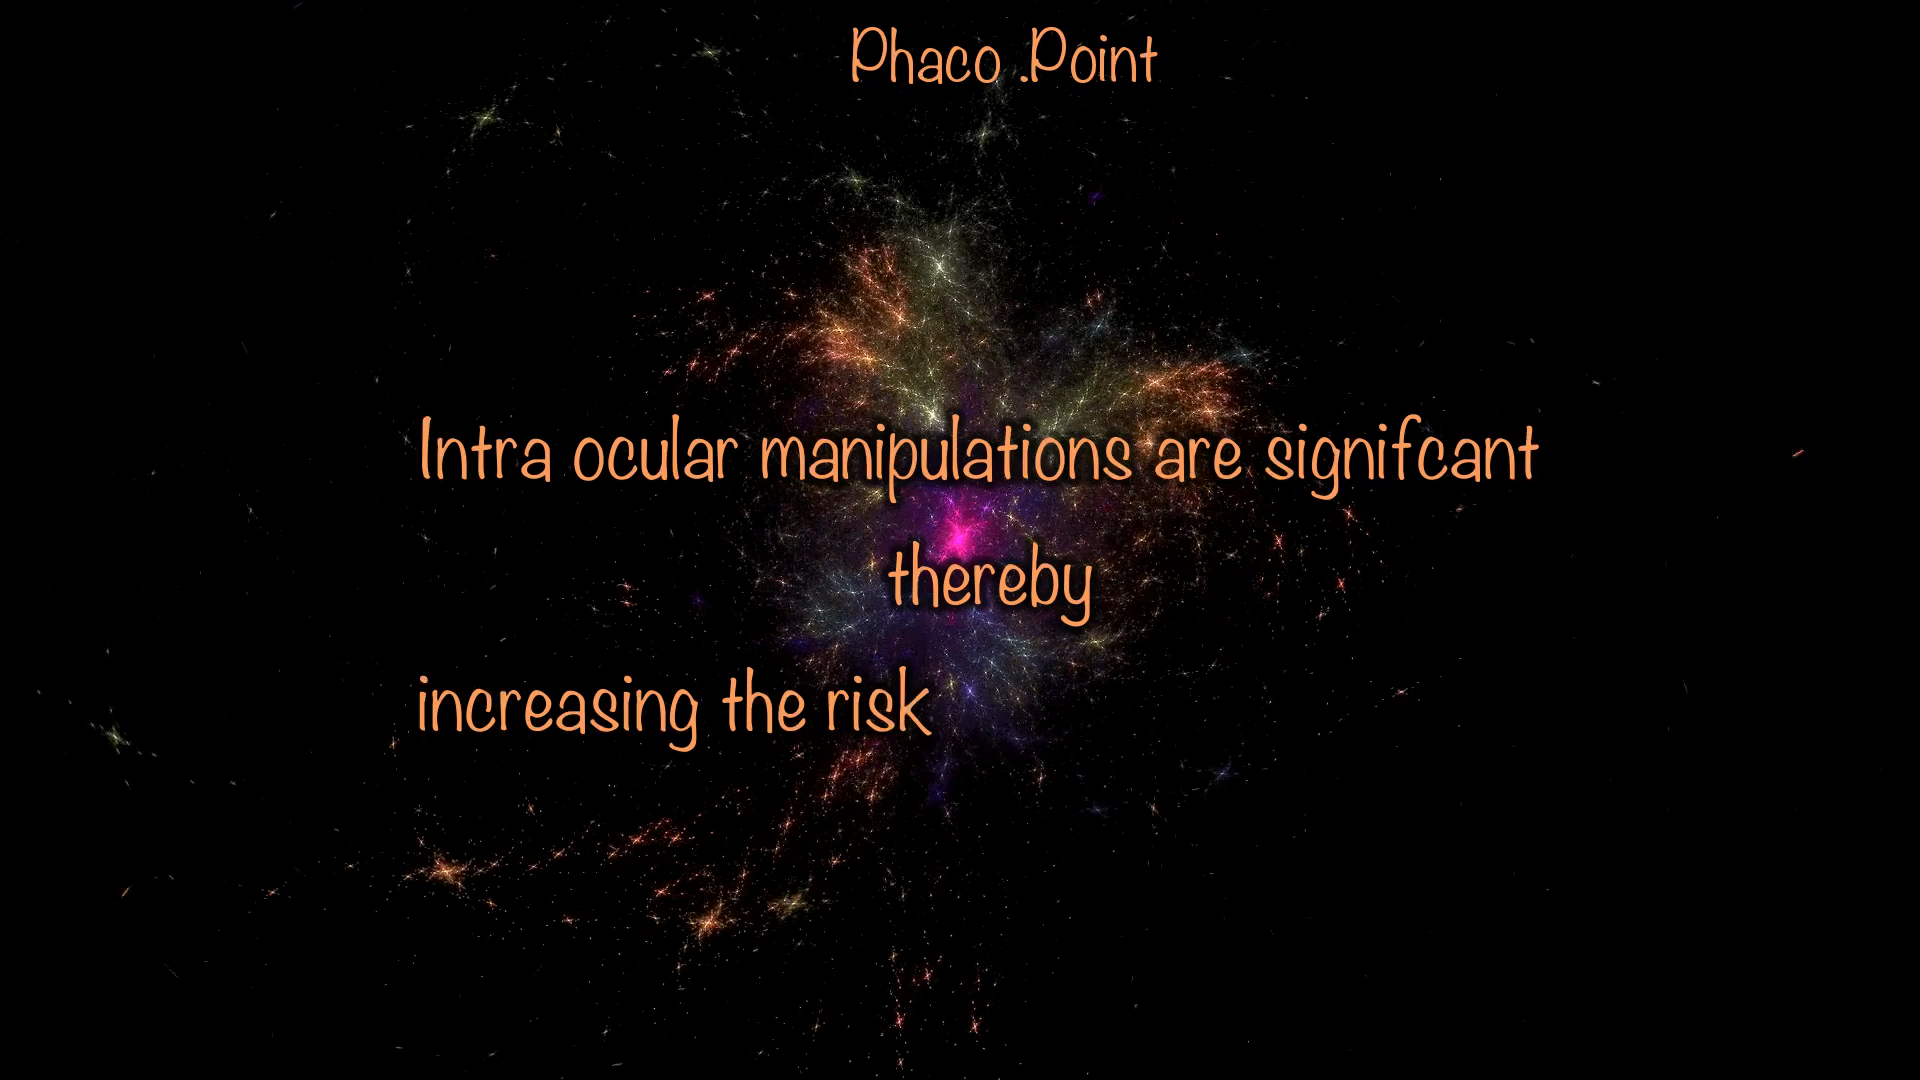 Phaco .Point
Intra ocular manipulations are signifcant
thereby
increasing the risk